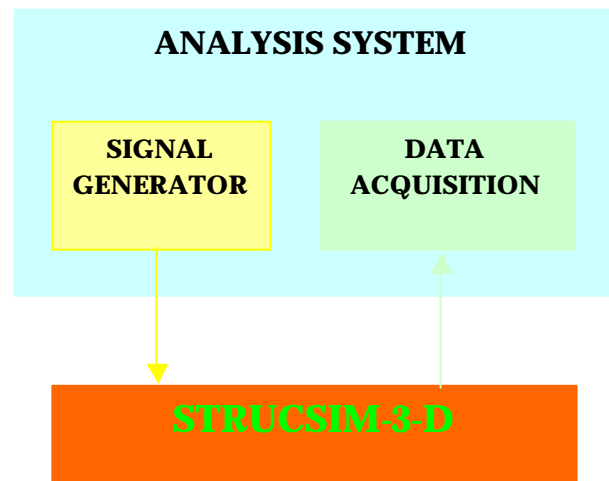 ANALYSIS SYSTEM
SIGNAL
GENERATOR
DATA
ACQUISITION
STRUCSIM-3-D